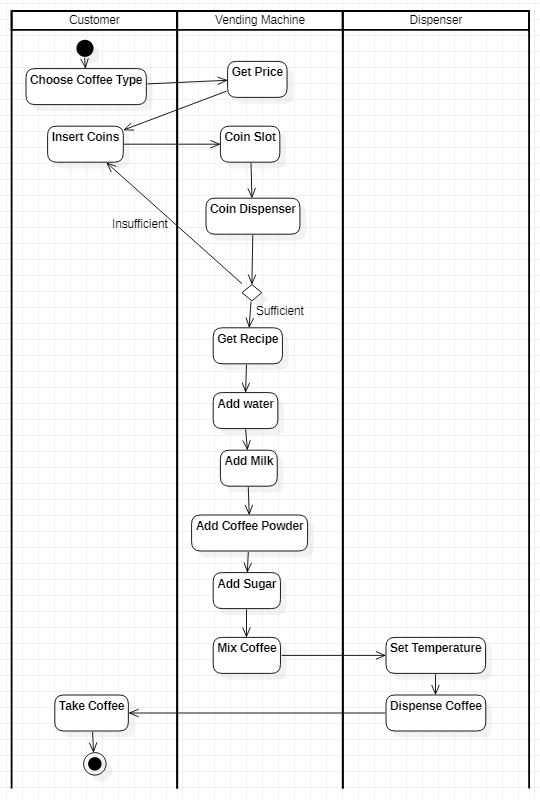 Customer
Vending Machine
Dispenser
Choose Coffee Type
Get Price
Insert Coins
Coin Slot
Coin Dispenser
Insufficient
Sufficient
Get Recipe
Add water
Add Milk
Add Coffee Powder
Add Sugar
Mix Coffee
Set Temperature
Take Coffee
Dispense Coffee